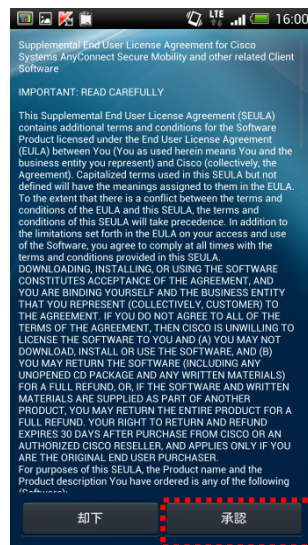 LTE 16:00
Supplemental End User License Agreement for Cisco
Systems AnyConnect Secure Mobility and other related Client
Software
IMPORTANT: READ CAREFULLY
This Supplemental End User License Agreement (SEULA)
contains additional terms and conditions for the Software
Product licensed under the End User License Agreement
(EULA) between You (You as used herein means You and the
business entity you represent) and Cisco (collectively, the
Agreement). Capitalized terms used in this SEULA but not
defined will have the meanings assigned to them in the EULA.
To the extent that there is a conflict between the terms and
conditions of the EULA and this SEULA, the terms and
conditions of this SEULA will take precedence. In addition to
the limitations set forth in the EULA on your access and use
of the Software, you agree to comply at all times with the
terms and conditions provided in this SEULA.
DOWNLOADING, INSTALLING, OR USING THE SOFTWARE
CONSTITUTES ACCEPTANCE OF THE AGREEMENT, AND
YOU ARE BINDING YOURSELF AND THE BUSINESS ENTITY
THAT YOU REPRESENT (COLLECTIVELY, CUSTOMER) TO
THE AGREEMENT. IF YOU DO NOT AGREE TO ALL OF THE
TERMS OF THE AGREEMENT, THEN CISCO IS UNWILLING TO
LICENSE THE SOFTWARE TO YOU AND (A) YOU MAY NOT
DOWNLOAD, INSTALL OR USE THE SOFTWARE, AND (B)
YOU MAY RETURN THE SOFTWARE (INCLUDING ANY
UNOPENED CD PACKAGE AND ANY WRITTEN MATERIALS)
FOR A FULL REFUND, OR, IF THE SOFTWARE AND WRITTEN
MATERIALS ARE SUPPLIED AS PART OF ANOTHER
PRODUCT, YOU MAY RETURN THE ENTIRE PRODUCT FOR A
FULL REFUND. YOUR RIGHT TO RETURN AND REFUND
EXPIRES 30 DAYS AFTER PURCHASE FROM CISCO OR AN
AUTHORIZED CISCO RESELLER, AND APPLIES ONLY IF YOU
ARE THE ORIGINAL END USER PURCHASER.
For purposes of this SEULA, the Product name and the
Product description You have ordered is any of the following
(Software):
却下 承認